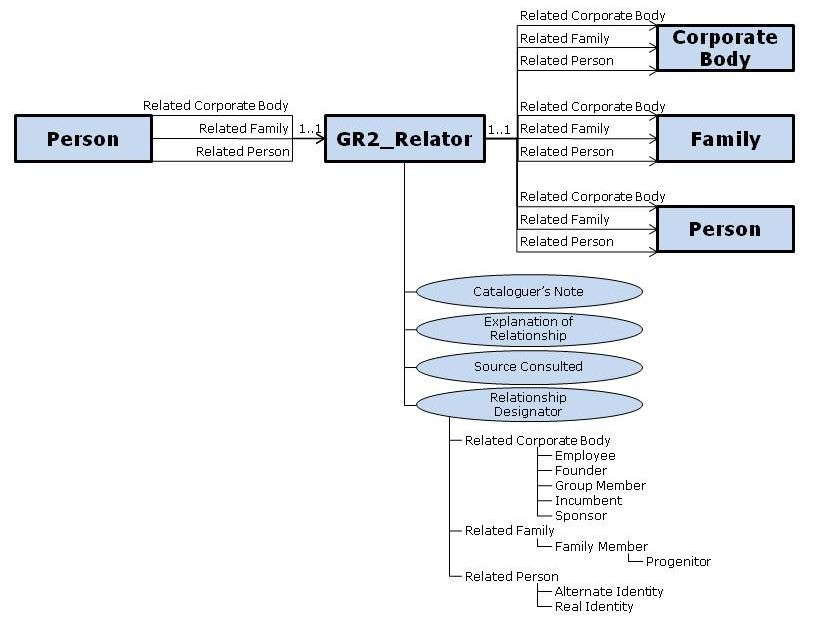 Related Corporate Body
Related Family
Related Person
Corporate
Body
Related Corporate Body
Related Family
Related Person
Person
1..1
GR2_Relator
1..1
Related Corporate Body
Related Family
Related Person
Family
Related Corporate Body
Related Family
Related Person
Person
Cataloguer's Note
Explanation of
Relationship
Source Consulted
Relationship
Designator
Related Corporate Body
Employee
Founder
Group Member
Incumbent
Sponsor
Related Family
Family Member
Progenitor
Related Person
Alternate Identity
Real Identity